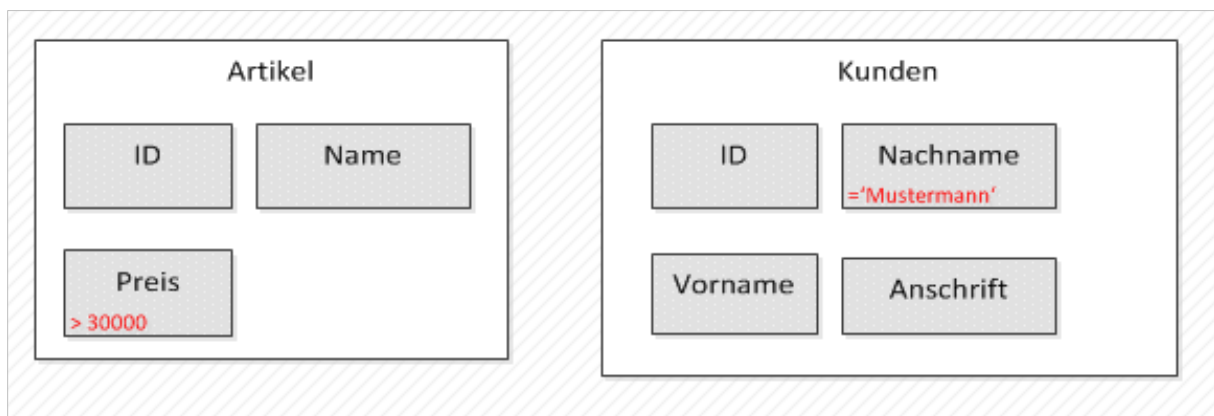 Artikel
ID
Name
Preis
> 30000
Kunden
ID
Nachname
=‘Mustermann‘
Vorname
Anschrift